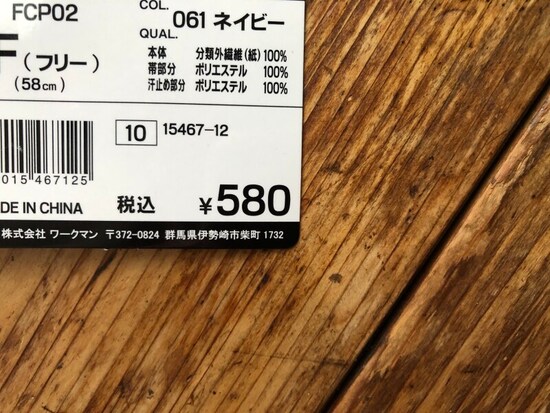 FCP02
COL. 061 ネイビー
QUAL.
F(フリー)
(58cm)
本体 分類外繊維(紙)100%
帯部分 ポリエステル 100%
汗止め部分 ポリエステル 100%
10 15467-12
015467125
DE IN CHINA 税込 ¥580
株式会社 ワークマン 〒372-0824 群馬県伊勢崎市柴町 1732